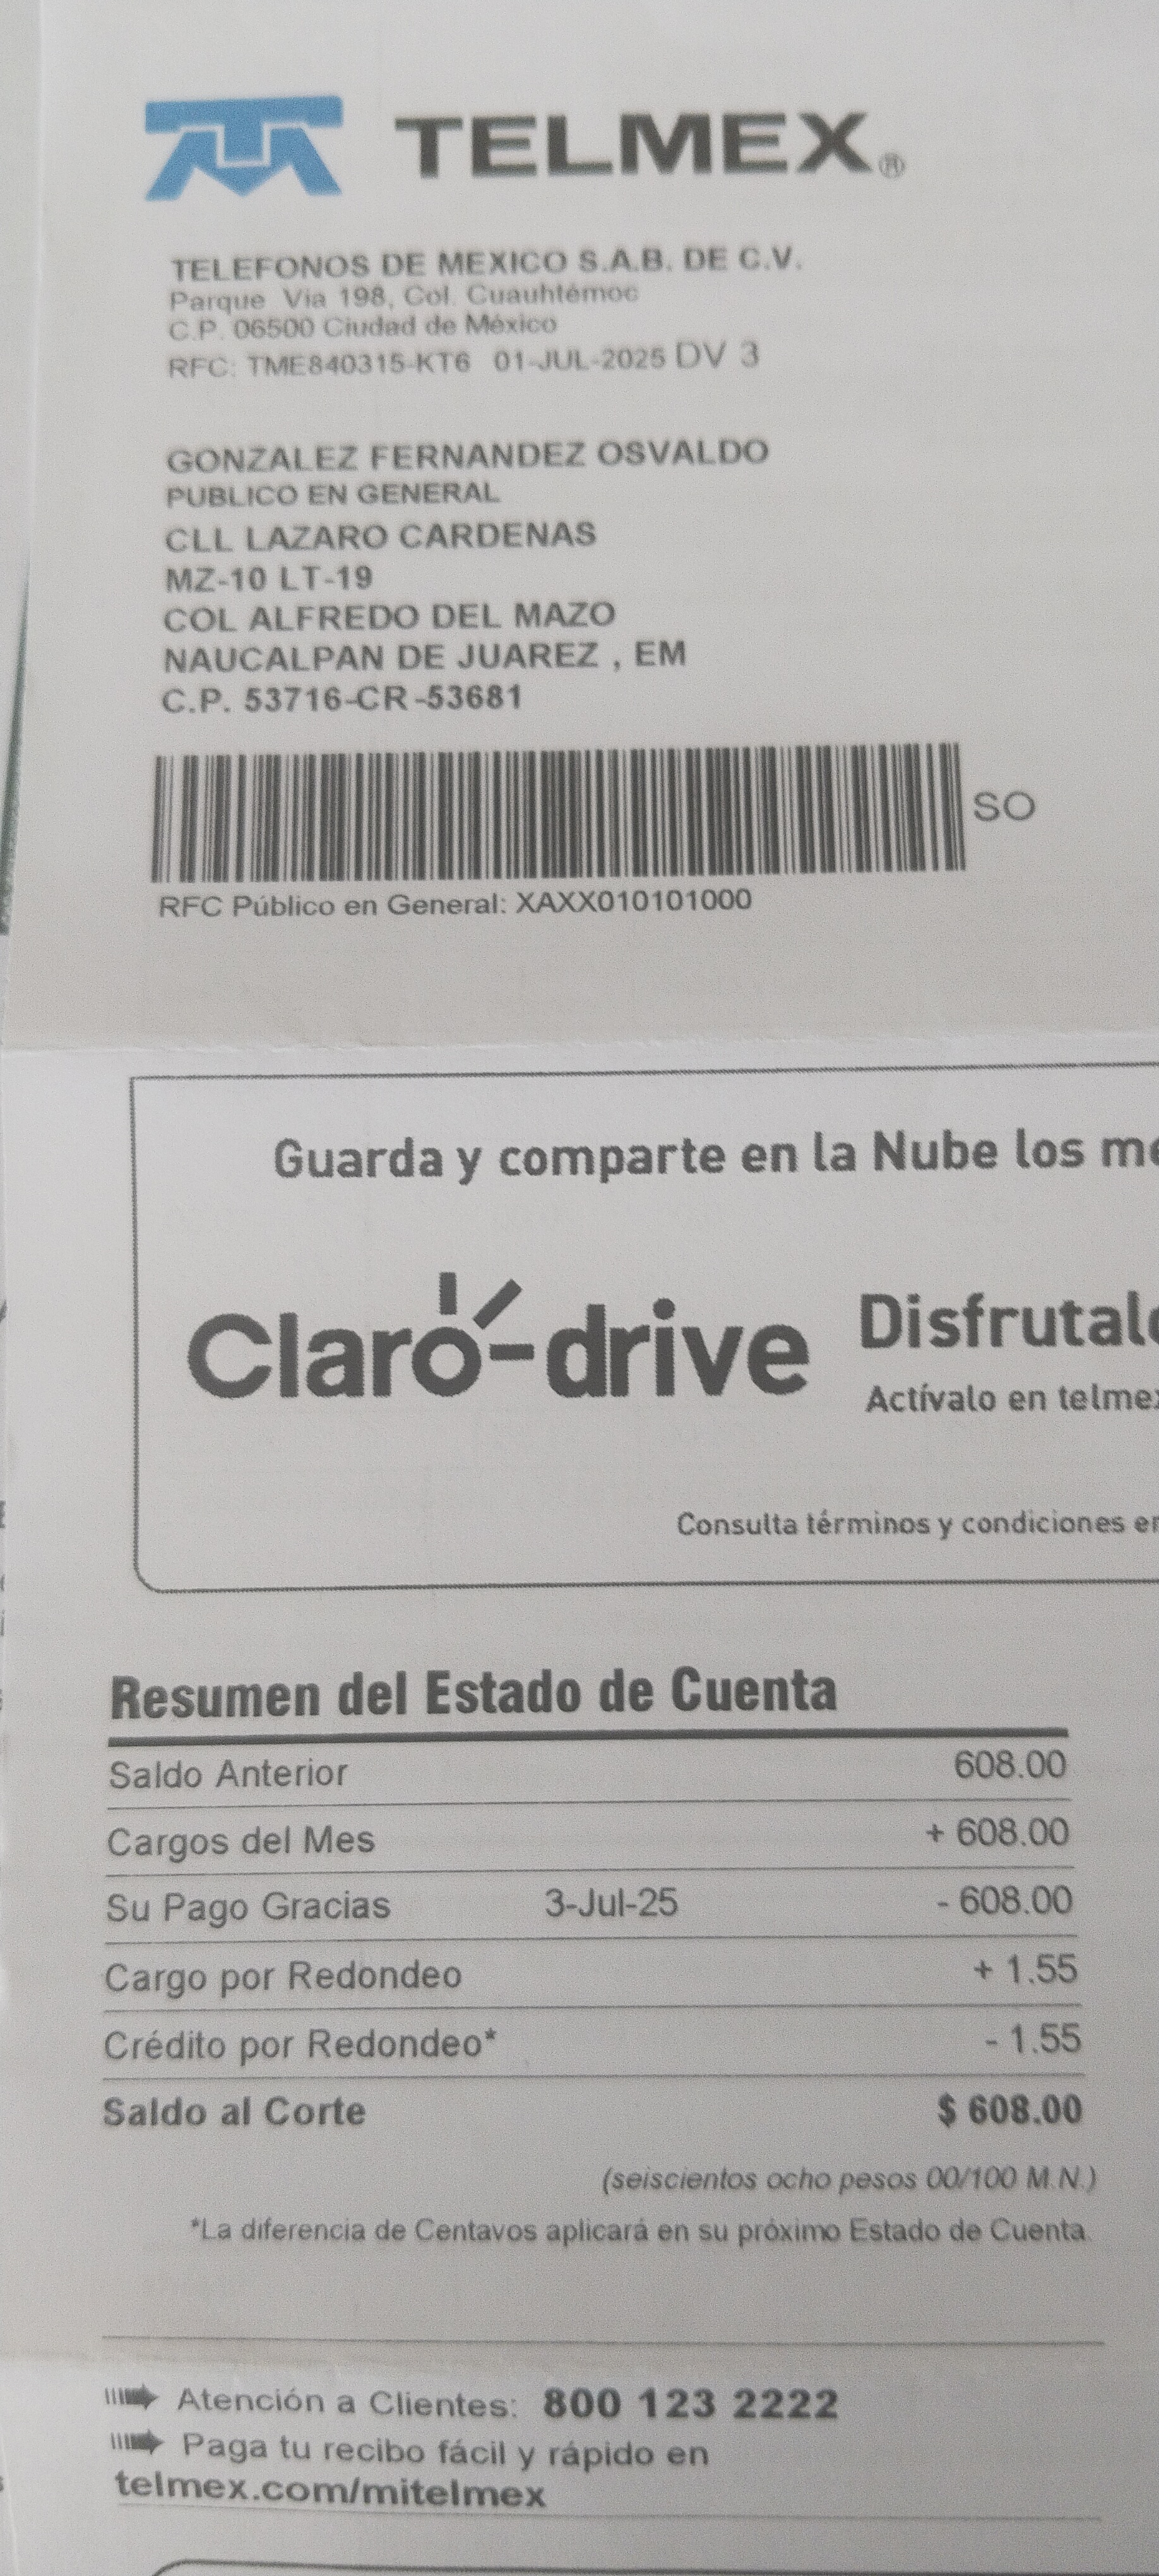 TELMEX®
TELEFONOS DE MEXICO S.A.B. DE C.V.
Parque Via 198, Col. Cuauhtémoc
C.P. 06500 Ciudad de México
RFC: TME840315-KT6 01-JUL-2025 DV 3
GONZALEZ FERNANDEZ OSVALDO
PUBLICO EN GENERAL
CLL LAZARO CARDENAS
MZ-10 LT-19
COL ALFREDO DEL MAZO
NAUCALPAN DE JUAREZ , EM
C.P. 53716-CR-53681
SO
RFC Público en General: XAXX010101000
Guarda y comparte en la Nube los me
Claro-drive
Disfrutalo
Actívalo en telmex
Consulta términos y condiciones en
Resumen del Estado de Cuenta
Saldo Anterior 608.00
Cargos del Mes + 608.00
Su Pago Gracias 3-Jul-25 - 608.00
Cargo por Redondeo + 1.55
Crédito por Redondeo* - 1.55
Saldo al Corte $ 608.00
(seiscientos ocho pesos 00/100 M.N.)
*La diferencia de Centavos aplicará en su próximo Estado de Cuenta.
Atención a Clientes: 800 123 2222
Paga tu recibo fácil y rápido en
telmex.com/mitelmex